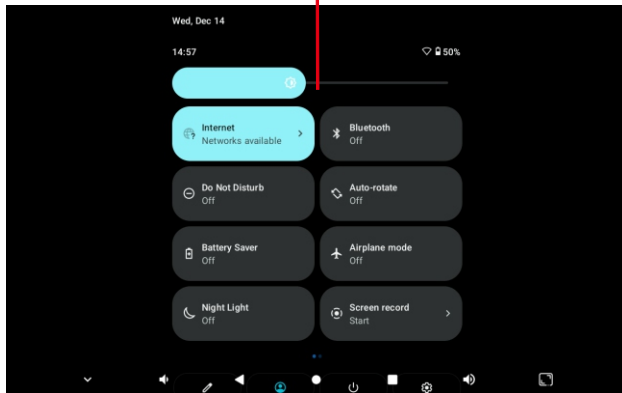 Wed, Dec 14
14:57
50%
Internet
Networks available
Bluetooth
Off
Do Not Disturb
Off
Auto-rotate
Off
Battery Saver
Off
Airplane mode
Off
Night Light
Off
Screen record
Start